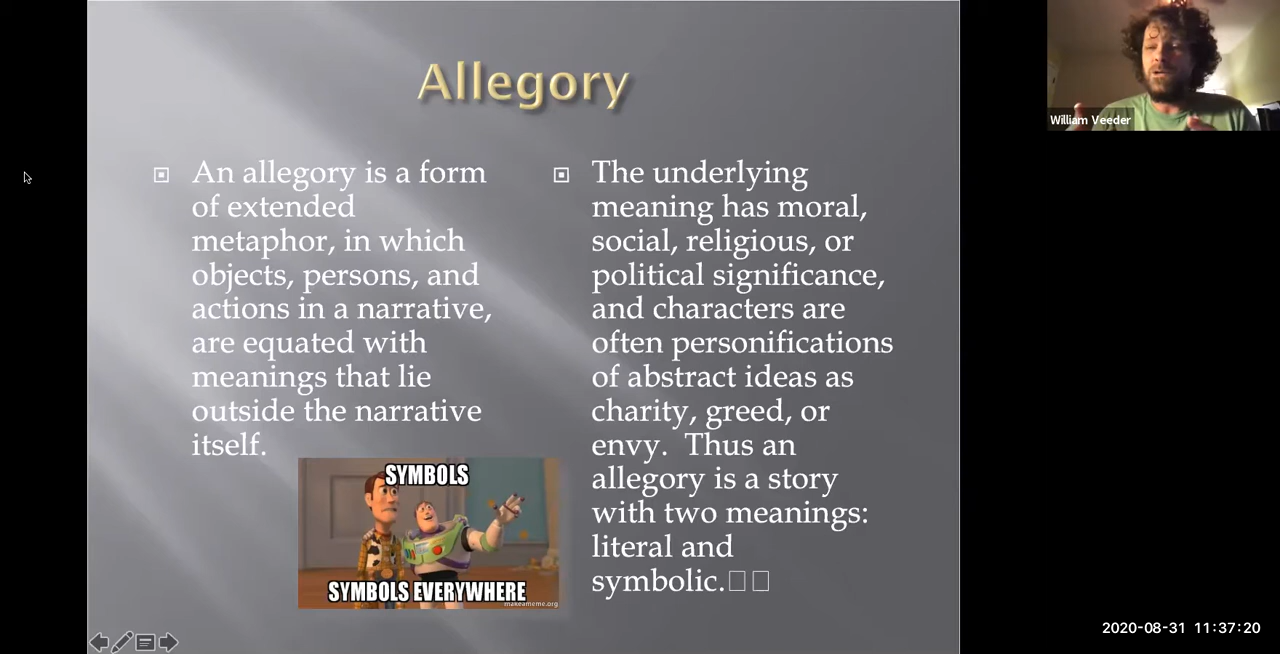 Allegory
An allegory is a form
of extended
metaphor, in which
objects, persons, and
actions in a narrative,
are equated with
meanings that lie
outside the narrative
itself.
SYMBOLS
SYMBOLS EVERYWHERE
makeameme.org
The underlying
meaning has moral,
social, religious, or
political significance,
and characters are
often personifications
of abstract ideas as
charity, greed, or
envy.  Thus an
allegory is a story
with two meanings:
literal and
symbolic.
William Veeder
2020-08-31 11:37:20